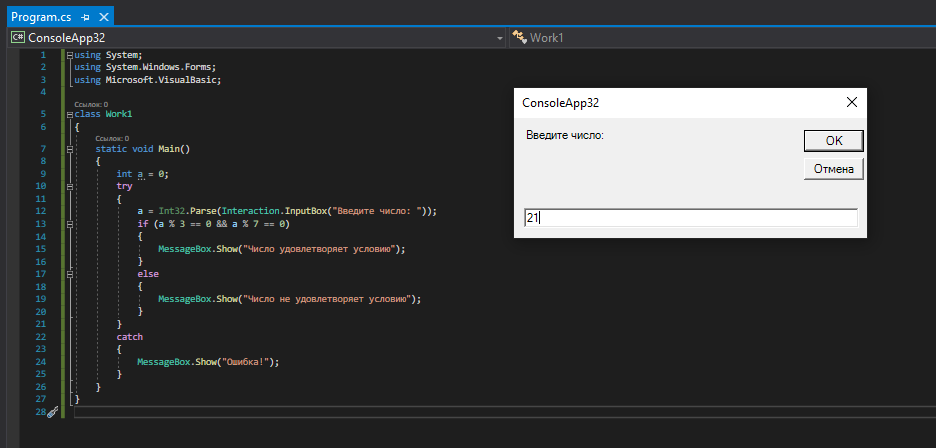 Program.cs
C# ConsoleApp32
Work1
1 using System;
2 using System.Windows.Forms;
3 using Microsoft.VisualBasic;
4
Ссылок: 0
5 class Work1
6 {
Ссылок: 0
7 static void Main()
8 {
9 int a = 0;
10 try
11 {
12 a = Int32.Parse(Interaction.InputBox("Введите число: "));
13 if (a % 3 == 0 && a % 7 == 0)
14 {
15 MessageBox.Show("Число удовлетворяет условию");
16 }
17 else
18 {
19 MessageBox.Show("Число не удовлетворяет условию");
20 }
21 }
22 catch
23 {
24 MessageBox.Show("Ошибка!");
25 }
26 }
27 }
28
ConsoleApp32
Введите число:
OK
Отмена
21